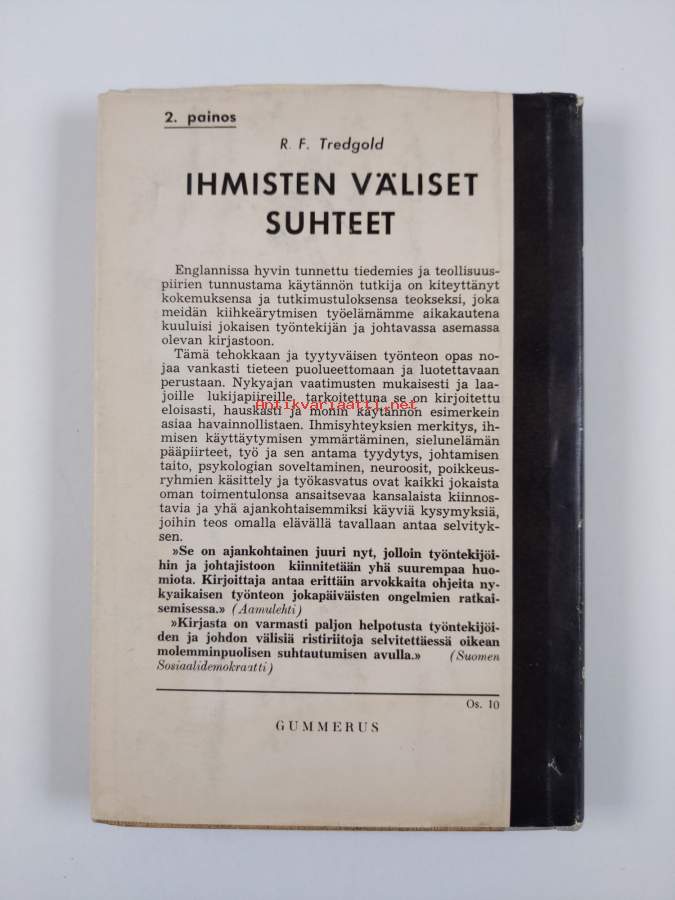 2. painos
R. F. Tredgold
IHMISTEN VÄLISET
SUHTEET
Englannissa hyvin tunnettu tiedemies ja teollisuus-
piirien tunnustama käytännön tutkija on kiteyttänyt
kokemuksensa ja tutkimustuloksensa teokseksi, joka
meidän kiihkeärytmisen työelämämme aikakautena
kuuluisi jokaisen työntekijän ja johtavassa asemassa
olevan kirjastoon.
Tämä tehokkaan ja tyytyväisen työnteon opas no-
jaa vankasti tieteen puolueettomaan ja luotettavaan
perustaan. Nykyajan vaatimusten mukaisesti ja laa-
joille lukijapiireille tarkoitettuna se on kirjoitettu
Antikvariaatti.net
eloisasti, hauskasti ja monin käytännön esimerkein
asiaa havainnollistaen. Ihmisyhteyksien merkitys, ih-
misen käyttäytymisen ymmärtäminen, sielunelämän
pääpiirteet, työ ja sen antama tyydytys, johtamisen
taito, psykologian soveltaminen, neuroosit, poikkeus-
ryhmien käsittely ja työkasvatus ovat kaikki jokaista
oman toimentulonsa ansaitsevaa kansalaista kiinnos-
tavia ja yhä ajankohtaisemmiksi käyviä kysymyksiä,
joihin teos omalla elävällä tavallaan antaa selvityk-
sen.
»Se on ajankohtainen juuri nyt, jolloin työntekijöi-
hin ja johtajistoon kiinnitetään yhä suurempaa huo-
miota. Kirjoittaja antaa erittäin arvokkaita ohjeita ny-
kyaikaisen työnteon jokapäiväisten ongelmien ratkai-
semisessa.» (Aamulehti)
»Kirjasta on varmasti paljon helpotusta työntekijöi-
den ja johdon välisiä ristiriitoja selvitettäessä oikean
molemminpuolisen suhtautumisen avulla.» (Suomen
Sosiaalidemokraatti)
Os. 10
GUMMERUS